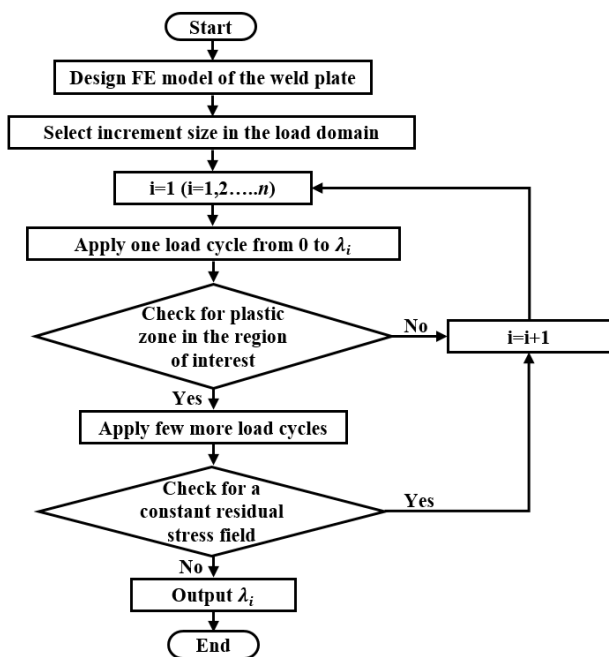 Start
Design FE model of the weld plate
Select increment size in the load domain
i=1 (i=1,2…..n)
Apply one load cycle from 0 to λi
Check for plastic
zone in the region
of interest
No
i=i+1
Yes
Apply few more load cycles
Check for a
constant residual
stress field
Yes
No
Output λi
End